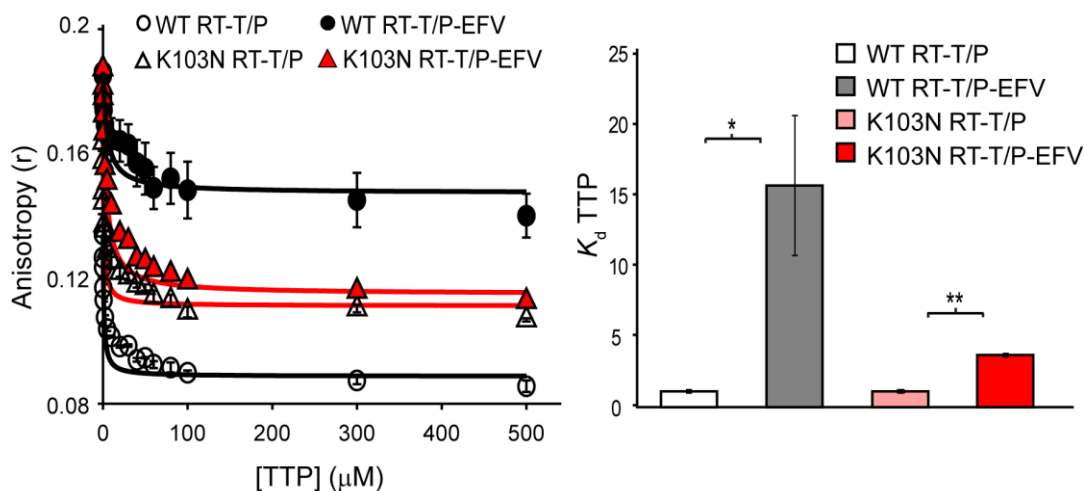 WT RT-T/P WT RT-T/P-EFV
K103N RT-T/P K103N RT-T/P-EFV
0.2
0.16
0.12
0.08
Anisotropy (r)
0 100 200 300 400 500
[TTP] (μM)
WT RT-T/P
WT RT-T/P-EFV
K103N RT-T/P
K103N RT-T/P-EFV
25
20
15
10
5
0
Kd TTP
*
**